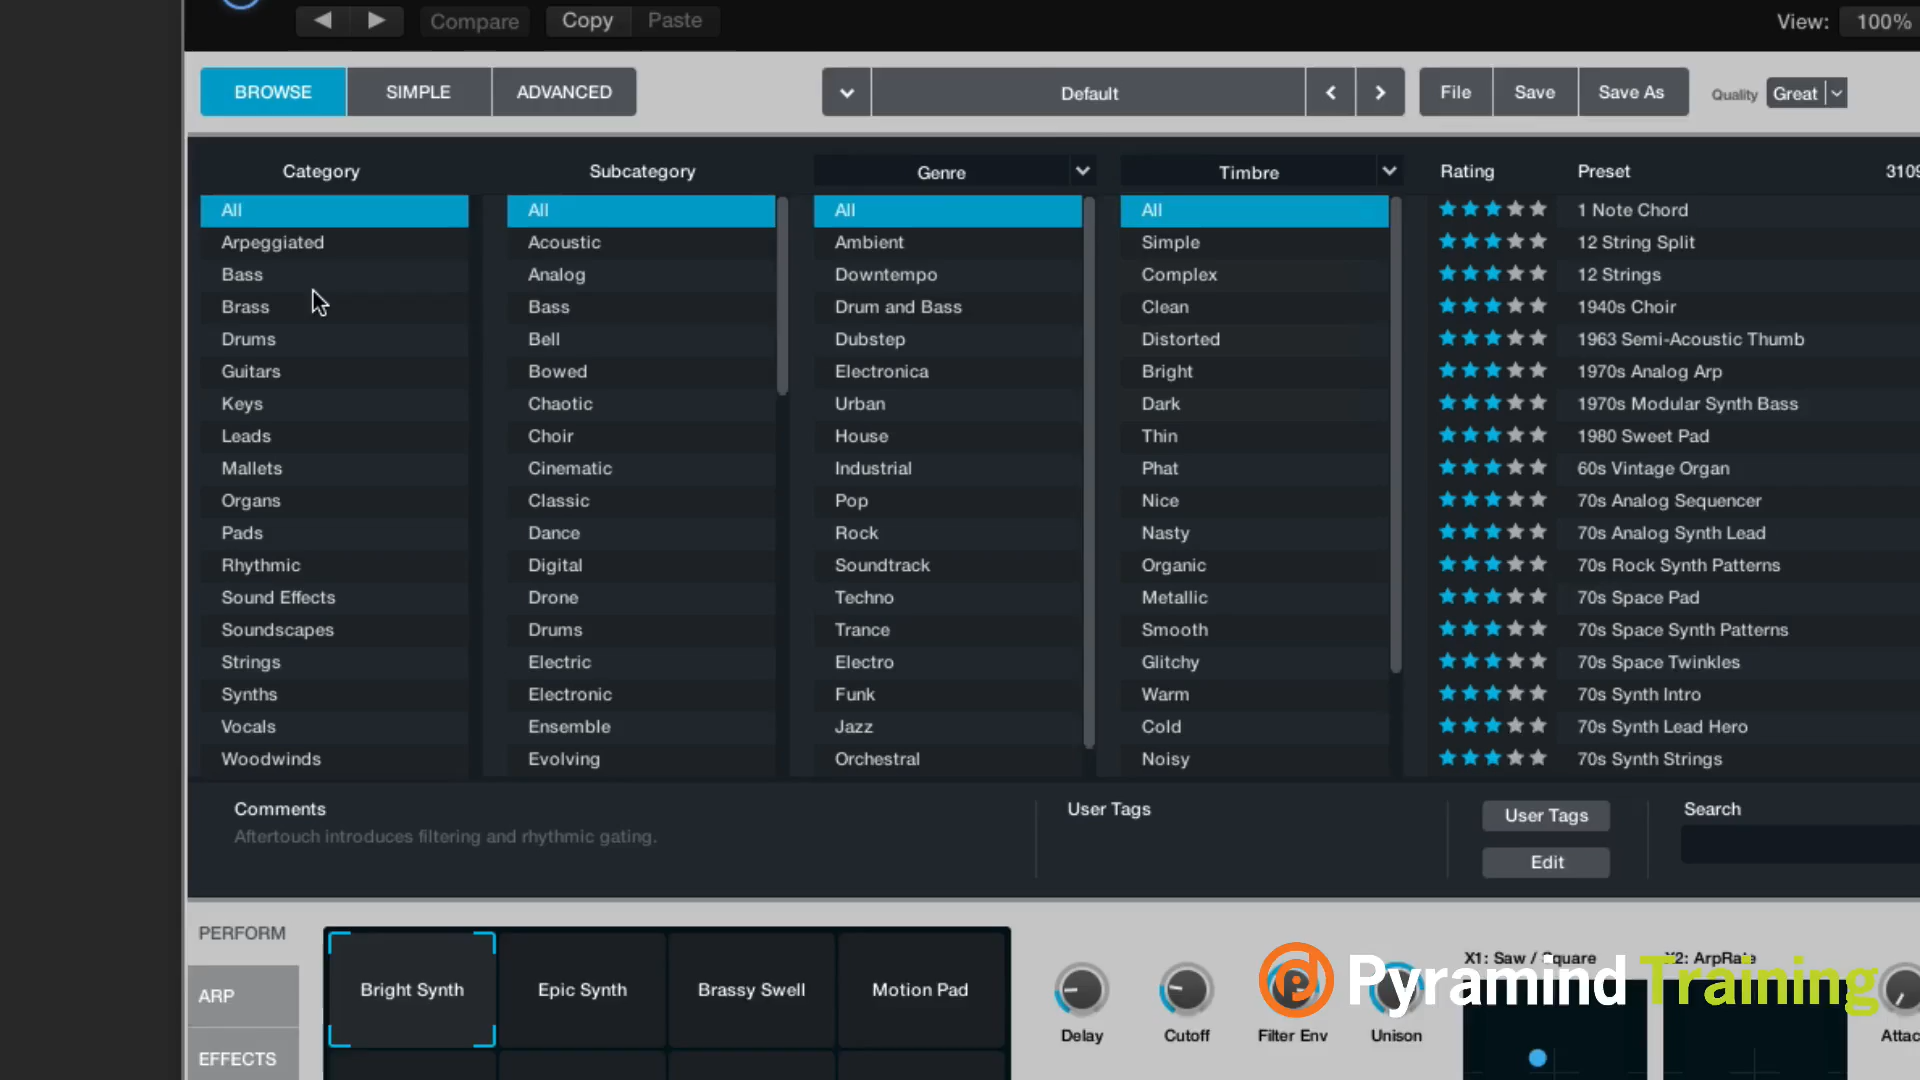 Compare Copy Paste View: 100%
BROWSE SIMPLE ADVANCED Default File Save Save As Quality Great
Category Subcategory Genre Timbre Rating Preset
All All All All 1 Note Chord
Arpeggiated Acoustic Ambient Simple 12 String Split
Bass Analog Downtempo Complex 12 Strings
Brass Bass Drum and Bass Clean 1940s Choir
Drums Bell Dubstep Distorted 1963 Semi-Acoustic Thumb
Guitars Bowed Electronica Bright 1970s Analog Arp
Keys Chaotic Urban Dark 1970s Modular Synth Bass
Leads Choir House Thin 1980 Sweet Pad
Mallets Cinematic Industrial Phat 60s Vintage Organ
Organs Classic Pop Nice 70s Analog Sequencer
Pads Dance Rock Nasty 70s Analog Synth Lead
Rhythmic Digital Soundtrack Organic 70s Rock Synth Patterns
Sound Effects Drone Techno Metallic 70s Space Pad
Soundscapes Drums Trance Smooth 70s Space Synth Patterns
Strings Electric Electro Glitchy 70s Space Twinkles
Synths Electronic Funk Warm 70s Synth Intro
Vocals Ensemble Jazz Cold 70s Synth Lead Hero
Woodwinds Evolving Orchestral Noisy 70s Synth Strings
Comments User Tags User Tags Search
Aftertouch introduces filtering and rhythmic gating.
Edit
PERFORM
X1: Saw / Square X2: ArpRate
ARP Bright Synth Epic Synth Brassy Swell Motion Pad Pyramind Training
Delay Cutoff Filter Env Unison
EFFECTS